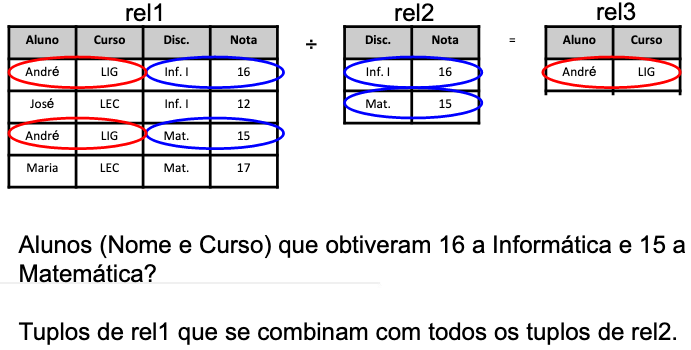 rel1 rel2 rel3
Aluno Curso Disc. Nota ÷ Disc. Nota = Aluno Curso
André LIG Inf. I 16 Inf. I 16 André LIG
José LEC Inf. I 12 Mat. 15
André LIG Mat. 15
Maria LEC Mat. 17
Alunos (Nome e Curso) que obtiveram 16 a Informática e 15 a
Matemática?
Tuplos de rel1 que se combinam com todos os tuplos de rel2.